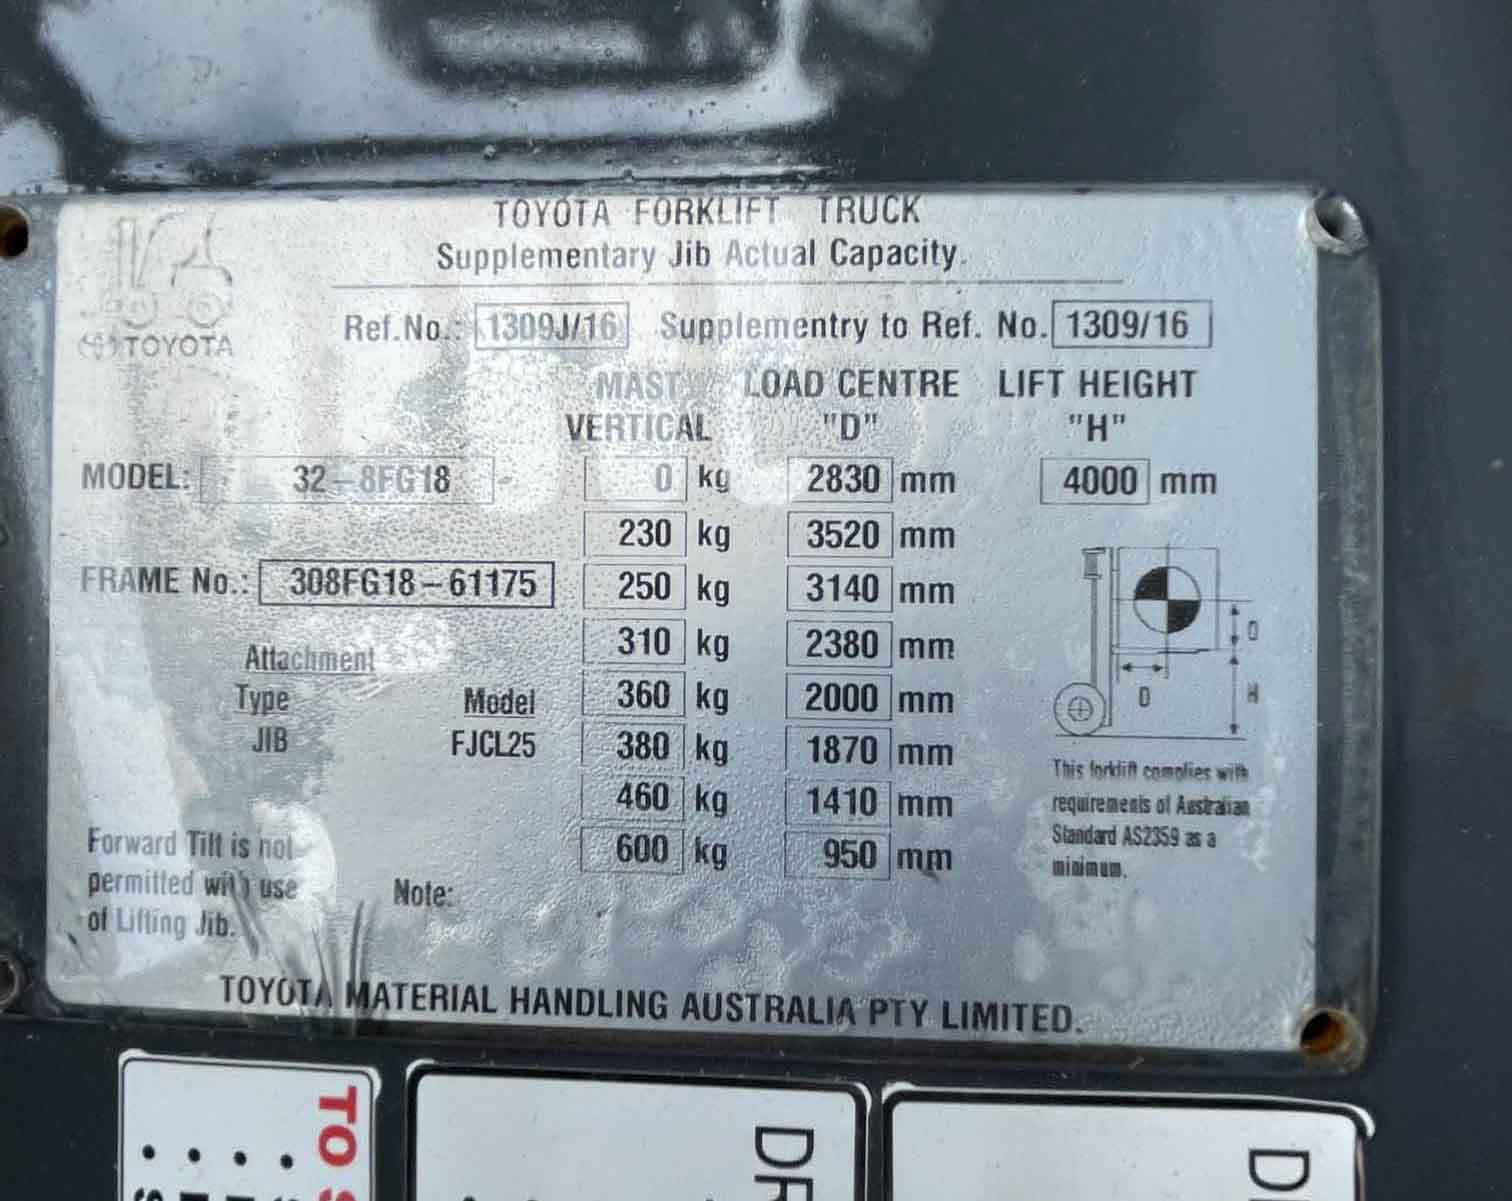 TOYOTA FORKLIFT TRUCK
Supplementary Jib Actual Capacity.
Ref.No.: 1309J/16 Supplementry to Ref. No. 1309/16
TOYOTA
MAST LOAD CENTRE LIFT HEIGHT
VERTICAL "D" "H"
MODEL: 32-8FG18 0 kg 2830 mm 4000 mm
230 kg 3520 mm
FRAME No.: 308FG18-61175 250 kg 3140 mm
310 kg 2380 mm
Attachment
Type Model 360 kg 2000 mm
JIB FJCL25 380 kg 1870 mm
460 kg 1410 mm
600 kg 950 mm
D
D H
This forklift complies with
requirements of Australian
Standard AS2359 as a
minimum.
Forward Tilt is not
permitted with use
of Lifting Jib.
Note:
TOYOTA MATERIAL HANDLING AUSTRALIA PTY LIMITED.
TO